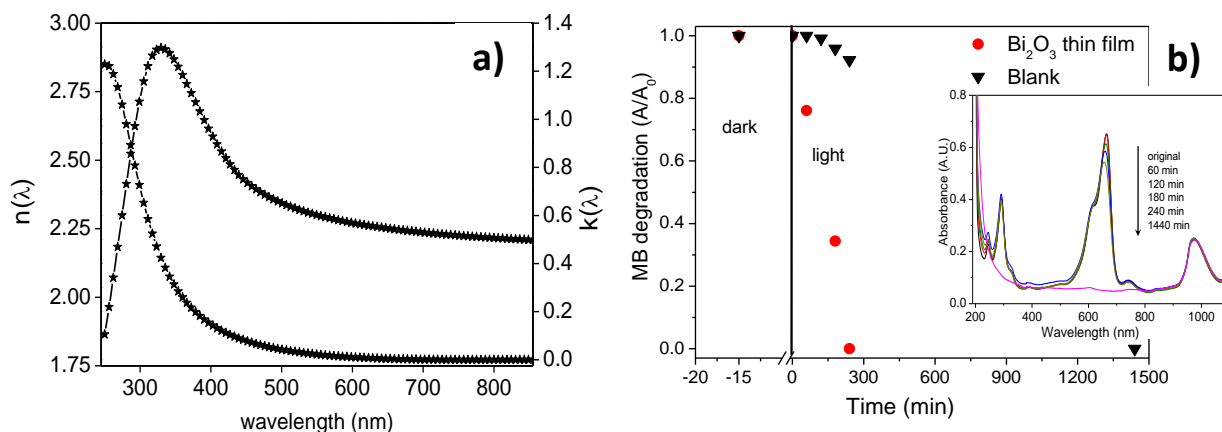 a)
n(λ)
3.00
2.75
2.50
2.25
2.00
1.75
300 400 500 600 700 800
wavelength (nm)
1.4
1.2
1.0
0.8
0.6
0.4
0.2
0.0
k(λ)
b)
MB degradation (A/A₀)
1.0
0.8
0.6
0.4
0.2
0.0
-20 -15 0 300 600 900 1200 1500
Time (min)
dark
light
Bi₂O₃ thin film
Blank
Absorbance (A.U.)
0.8
0.6
0.4
0.2
0.0
200 400 600 800 1000
Wavelength (nm)
original
60 min
120 min
180 min
240 min
1440 min